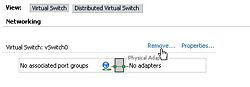 View: Virtual Switch Distributed Virtual Switch
Networking
Virtual Switch: vSwitch0 Remove... Properties...
Physical Adap
No associated port groups No adapters